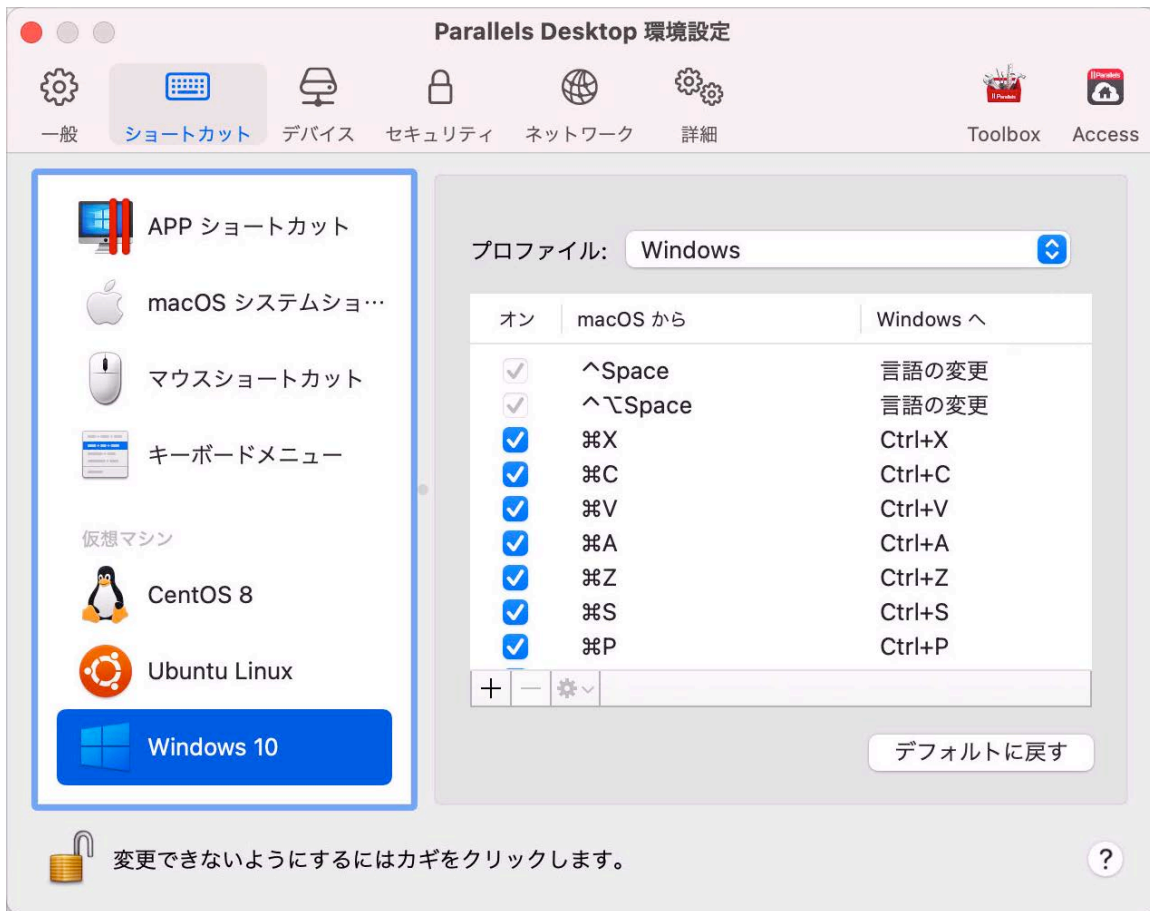 Parallels Desktop 環境設定
一般 ショートカット デバイス セキュリティ ネットワーク 詳細 Toolbox Access
APP ショートカット
macOS システムショ…
マウスショートカット
キーボードメニュー
仮想マシン
CentOS 8
Ubuntu Linux
Windows 10
プロファイル: Windows
オン macOS から Windows へ
^Space 言語の変更
^⌥Space 言語の変更
⌘X Ctrl+X
⌘C Ctrl+C
⌘V Ctrl+V
⌘A Ctrl+A
⌘Z Ctrl+Z
⌘S Ctrl+S
⌘P Ctrl+P
デフォルトに戻す
変更できないようにするにはカギをクリックします。
?